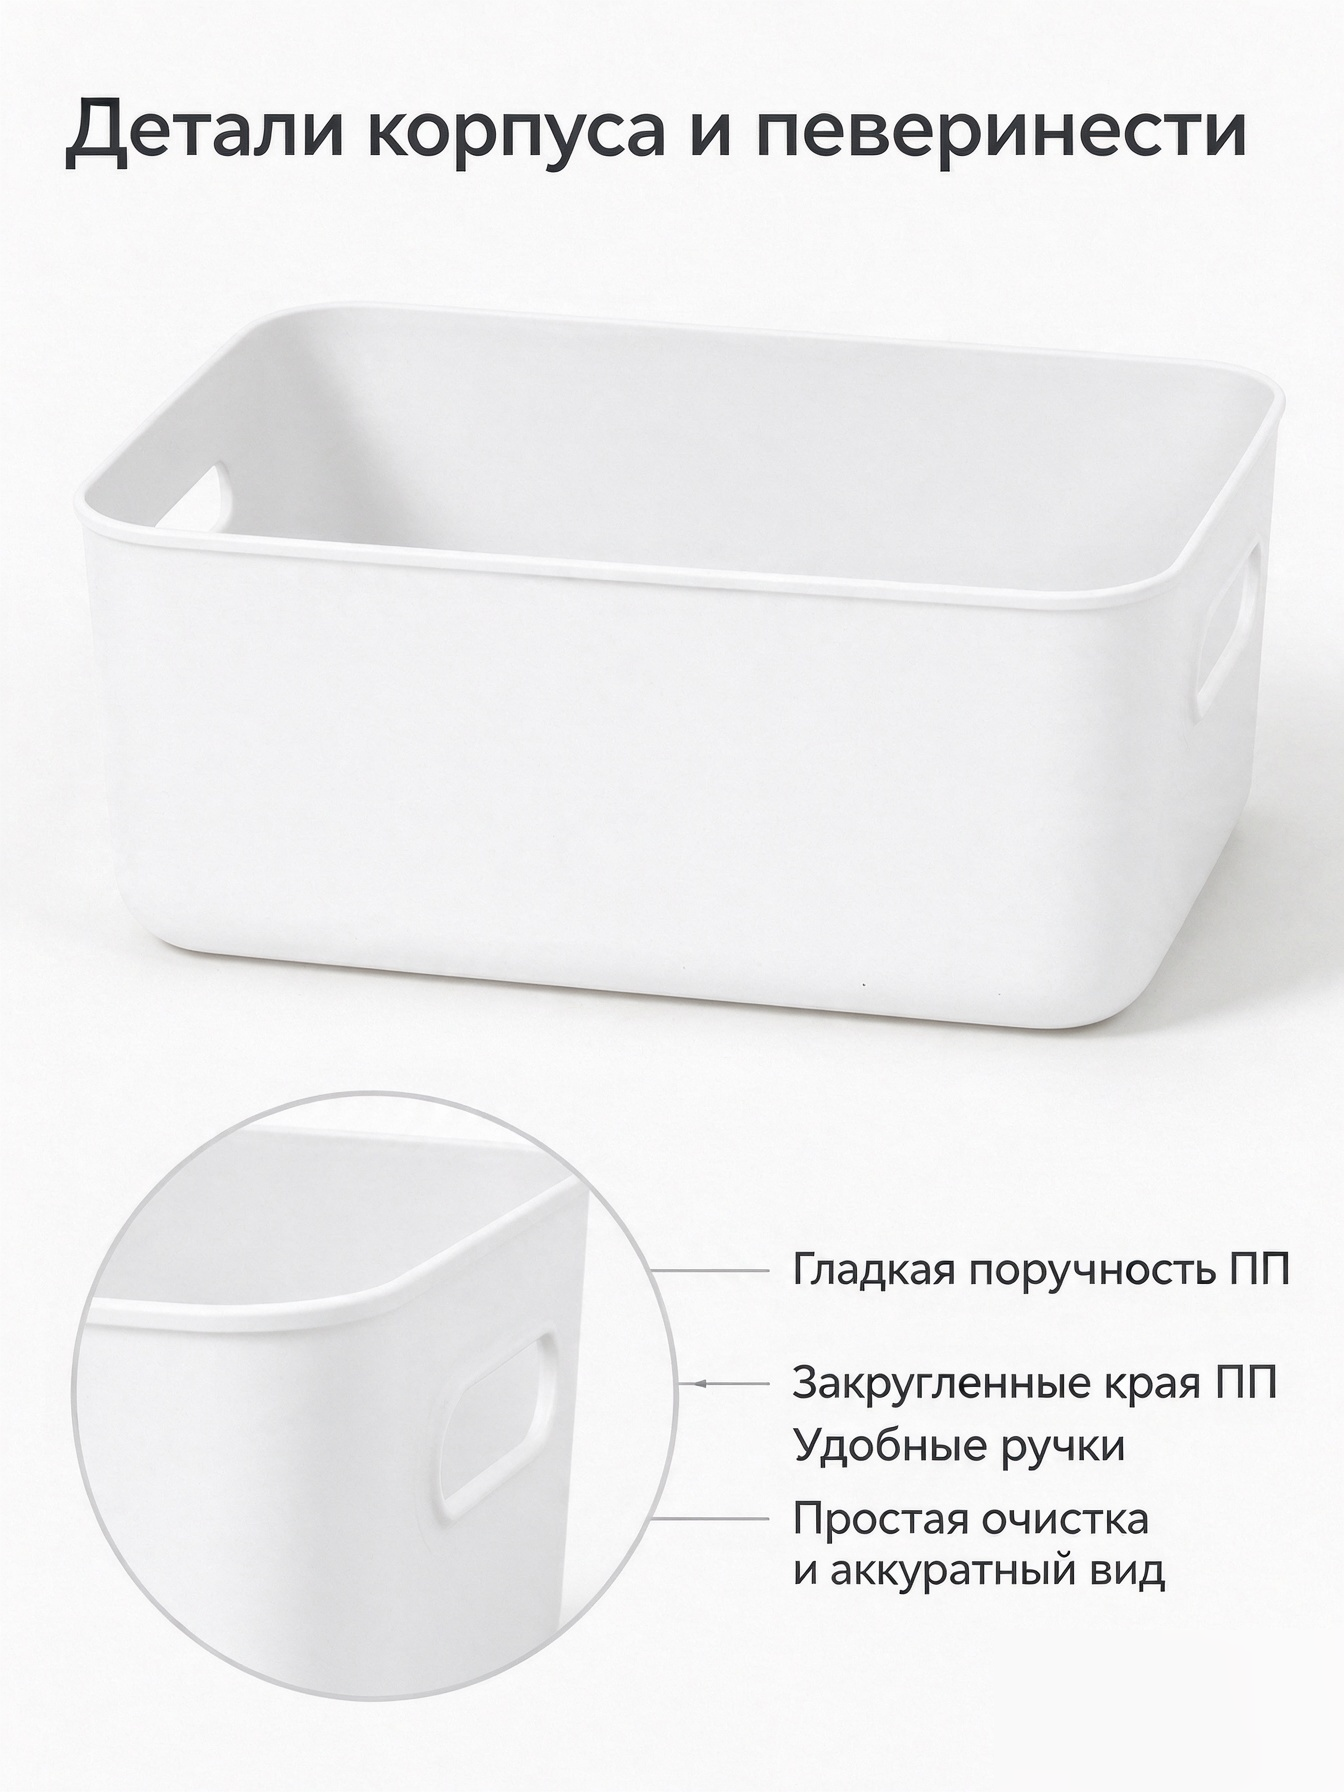 Детали корпуса и певеринести
Гладкая поручность ПП
Закругленные края ПП
Удобные ручки
Простая очистка
и аккуратный вид